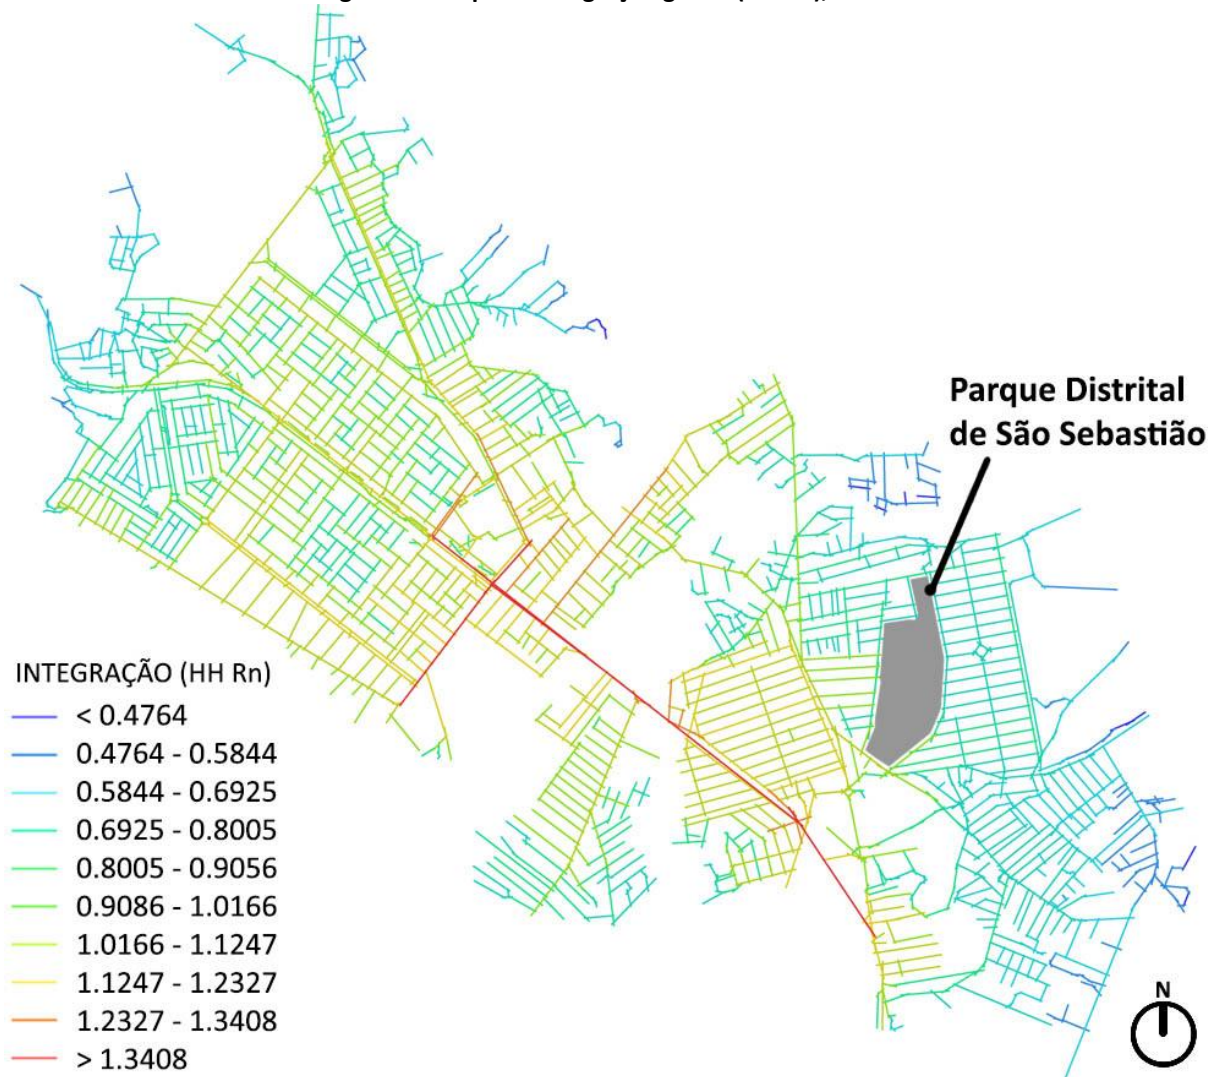 Parque Distrital
de São Sebastião
INTEGRAÇÃO (HH Rn)
< 0.4764
0.4764 - 0.5844
0.5844 - 0.6925
0.6925 - 0.8005
0.8005 - 0.9056
0.9086 - 1.0166
1.0166 - 1.1247
1.1247 - 1.2327
1.2327 - 1.3408
> 1.3408
N